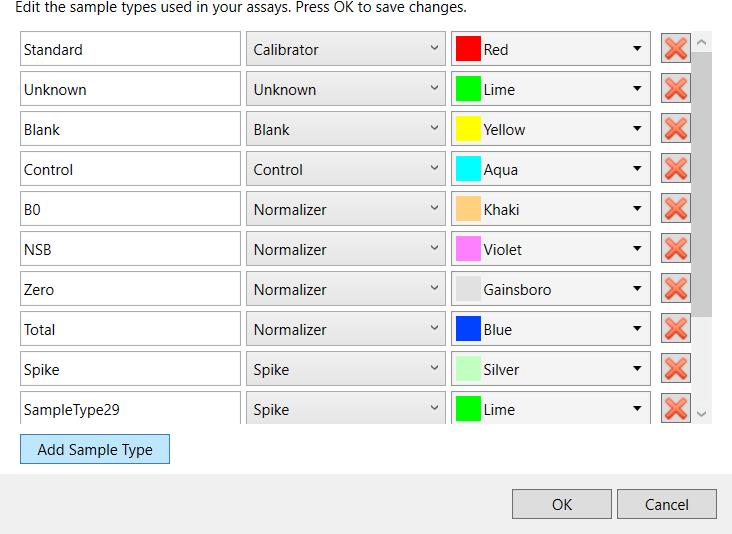 Edit the sample types used in your assays. Press OK to save changes.
Standard Calibrator Red
Unknown Unknown Lime
Blank Blank Yellow
Control Control Aqua
B0 Normalizer Khaki
NSB Normalizer Violet
Zero Normalizer Gainsboro
Total Normalizer Blue
Spike Spike Silver
SampleType29 Spike Lime
Add Sample Type
OK Cancel